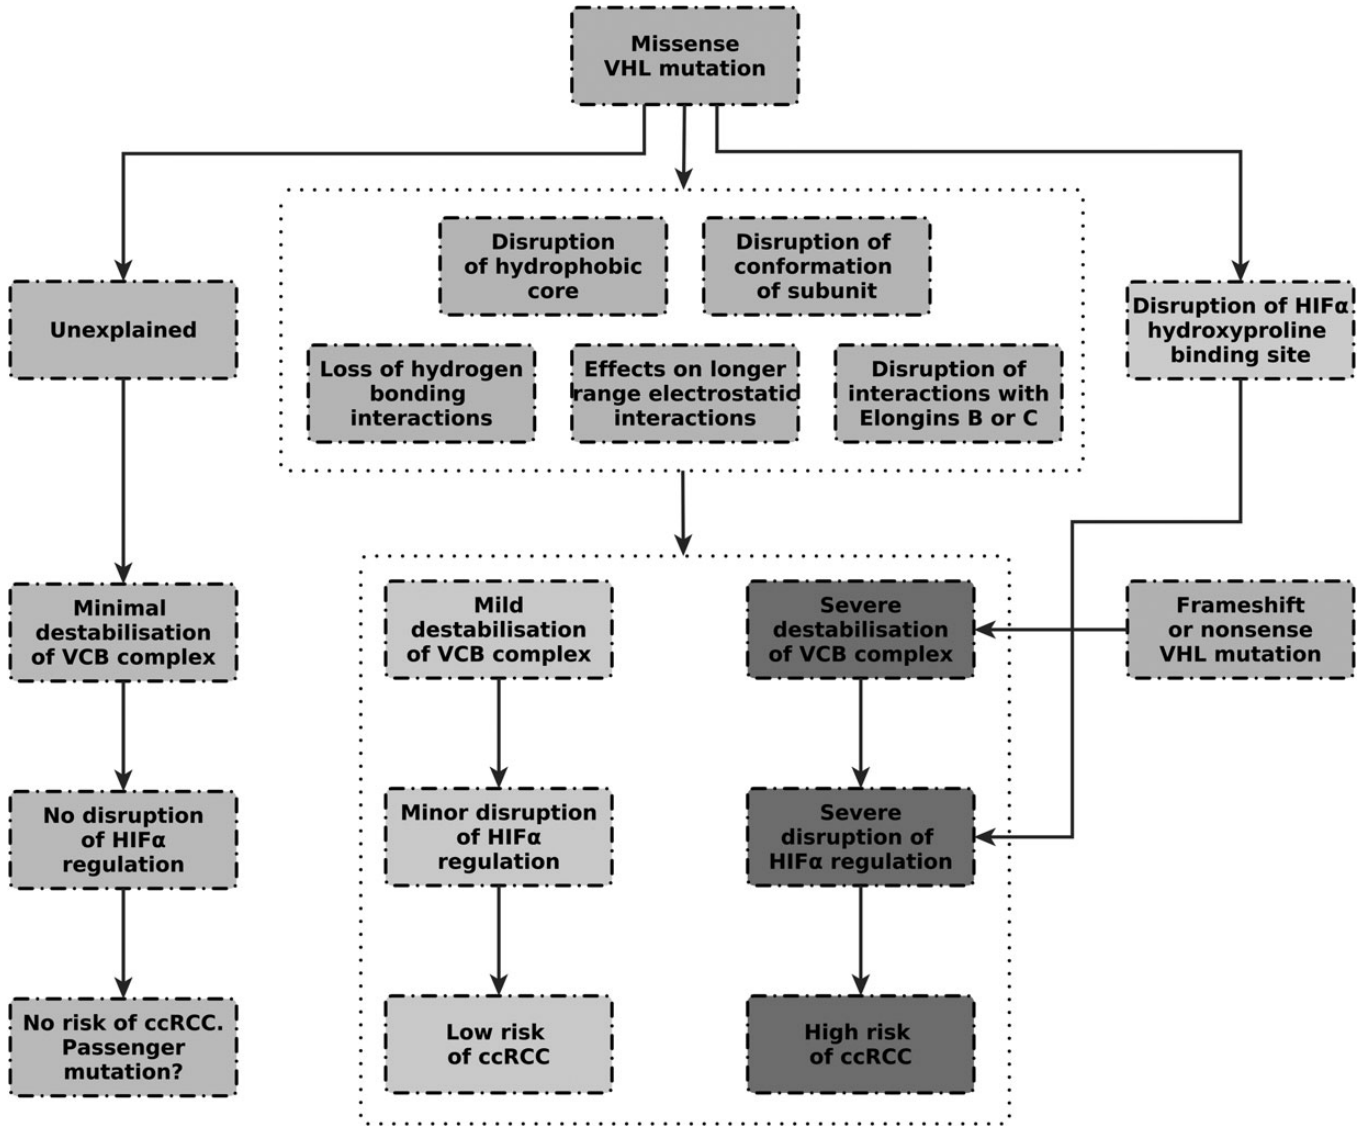 Missense
VHL mutation
Disruption
of hydrophobic
core
Disruption of
conformation
of subunit
Unexplained
Disruption of HIFα
hydroxyproline
binding site
Loss of hydrogen
bonding
interactions
Effects on longer
range electrostatic
interactions
Disruption of
interactions with
Elongins B or C
Minimal
destabilisation
of VCB complex
Mild
destabilisation
of VCB complex
Severe
destabilisation
of VCB complex
Frameshift
or nonsense
VHL mutation
No disruption
of HIFα
regulation
Minor disruption
of HIFα
regulation
Severe
disruption of
HIFα regulation
No risk of ccRCC.
Passenger
mutation?
Low risk
of ccRCC
High risk
of ccRCC